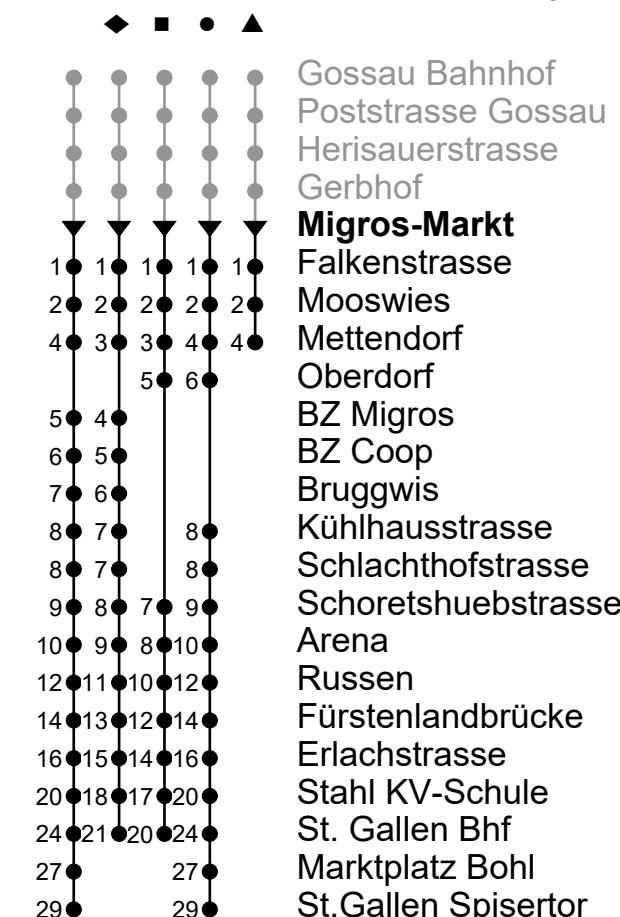 Gossau Bahnhof
Poststrasse Gossau
Herisauerstrasse
Gerbhof
Migros-Markt
1 1 1 1 1 Falkenstrasse
2 2 2 2 2 Mooswies
4 3 3 4 4 Mettendorf
5 6 Oberdorf
5 4 BZ Migros
6 5 BZ Coop
7 6 Bruggwis
8 7 8 Kühlhausstrasse
8 7 8 Schlachthofstrasse
9 8 7 9 Schoretshuebstrasse
10 9 8 10 Arena
12 11 10 12 Russen
14 13 12 14 Fürstenlandbrücke
16 15 14 16 Erlachstrasse
20 18 17 20 Stahl KV-Schule
24 21 20 24 St. Gallen Bhf
27 27 Marktplatz Bohl
29 29 St.Gallen Spisertor